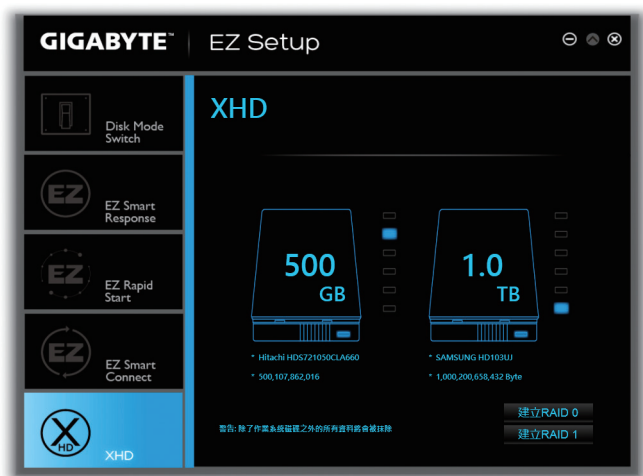 GIGABYTE™ EZ Setup
Disk Mode
Switch
EZ
EZ Smart
Response
EZ
EZ Rapid
Start
EZ
EZ Smart
Connect
X
HD
XHD
XHD
500
GB
1.0
TB
* Hitachi HDS721050CLA660
* SAMSUNG HD103UJ
* 500,107,862,016
* 1,000,200,658,432 Byte
警告: 除了作業系統磁碟之外的所有資料將會被抹除
建立RAID 0
建立RAID 1